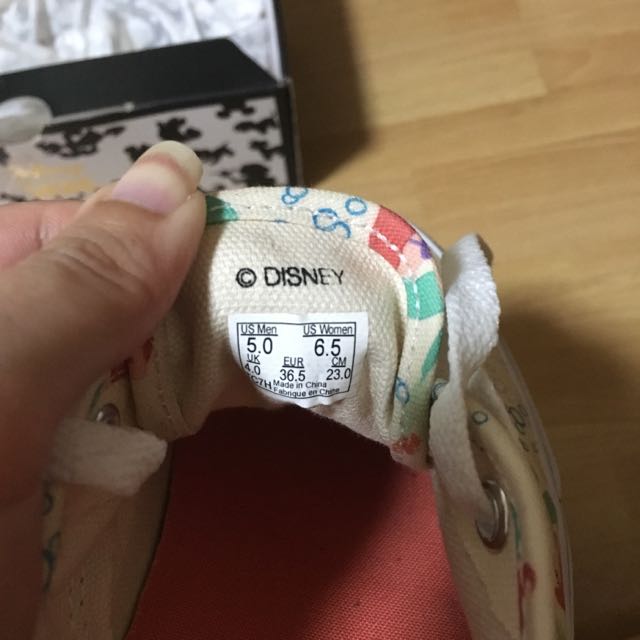 © DISNEY
US Men US Women
5.0 6.5
UK EUR CM
4.0 36.5 23.0
Made in China
Fabriqué en Chine